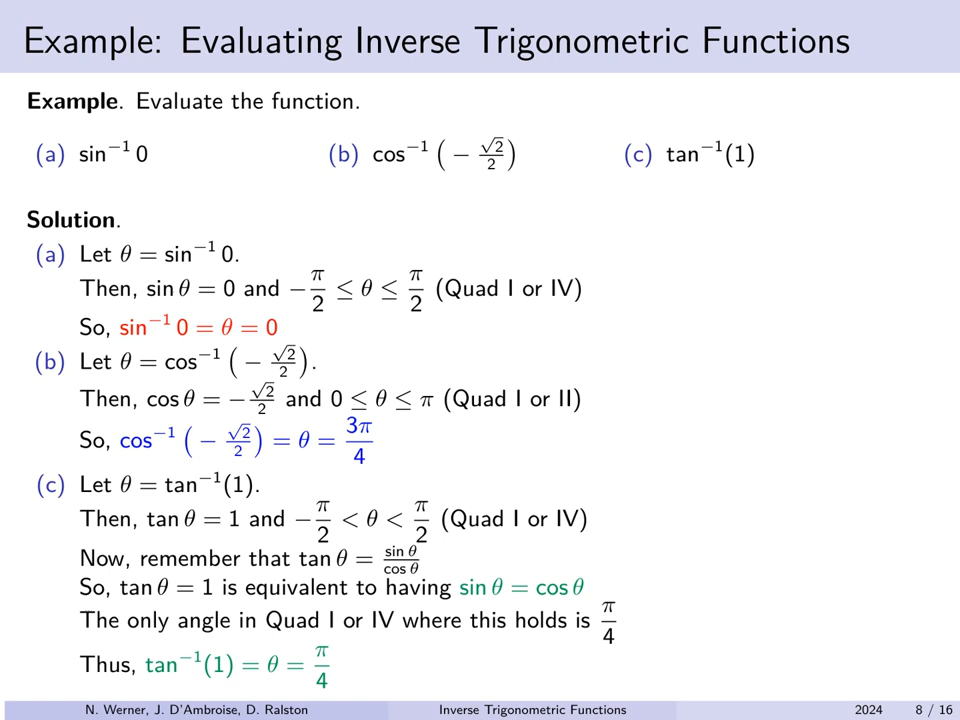 Example: Evaluating Inverse Trigonometric Functions
Example. Evaluate the function.
(a) sin⁻¹ 0 (b) cos⁻¹ (− √2/2) (c) tan⁻¹(1)
Solution.
(a) Let θ = sin⁻¹ 0.
Then, sin θ = 0 and −π/2 ≤ θ ≤ π/2 (Quad I or IV)
So, sin⁻¹ 0 = θ = 0
(b) Let θ = cos⁻¹ (− √2/2).
Then, cos θ = −√2/2 and 0 ≤ θ ≤ π (Quad I or II)
So, cos⁻¹ (− √2/2) = θ = 3π/4
(c) Let θ = tan⁻¹(1).
Then, tan θ = 1 and −π/2 < θ < π/2 (Quad I or IV)
Now, remember that tan θ = sin θ/cos θ
So, tan θ = 1 is equivalent to having sin θ = cos θ
The only angle in Quad I or IV where this holds is π/4
Thus, tan⁻¹(1) = θ = π/4
N. Werner, J. D'Ambroise, D. Ralston Inverse Trigonometric Functions 2024 8 / 16